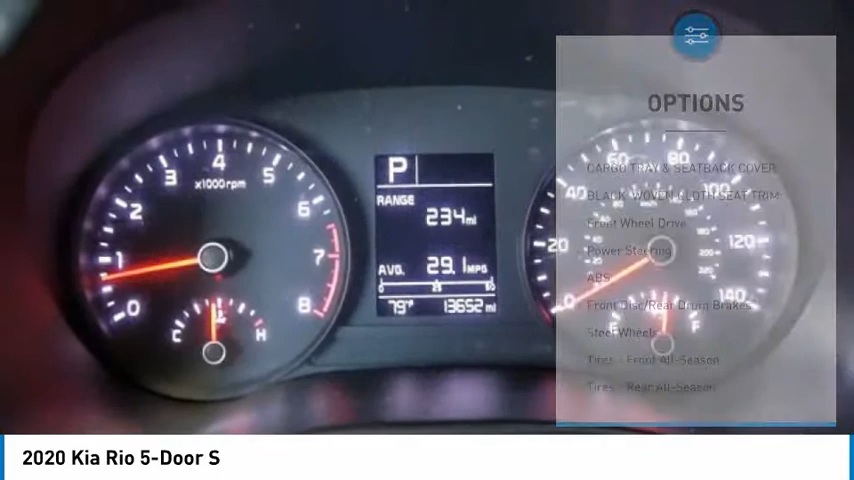 OPTIONS
CARGO TRAY & SEATBACK COVER
BLACK, WOVEN CLOTH SEAT TRIM
Front Wheel Drive
Power Steering
ABS
Front Disc/Rear Drum Brakes
Steel Wheels
Tires - Front All-Season
Tires - Rear All-Season
x1000rpm
0 1 2 3 4 5 6 7 8
C H
P
RANGE
234mi
AVG. 29.1MPG
0 25 50
79° 13652mi
0 20 40 60 80 100 120 140
F
2020 Kia Rio 5-Door S